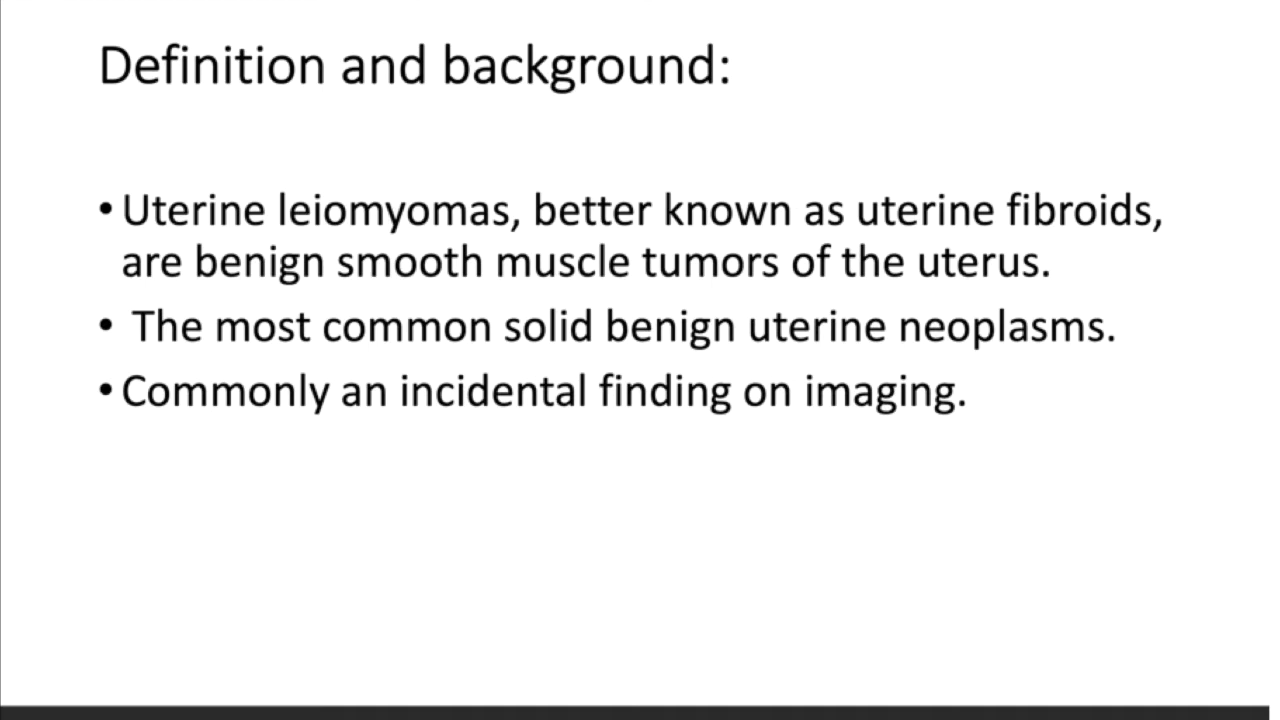 Definition and background:
• Uterine leiomyomas, better known as uterine fibroids,
are benign smooth muscle tumors of the uterus.
• The most common solid benign uterine neoplasms.
• Commonly an incidental finding on imaging.